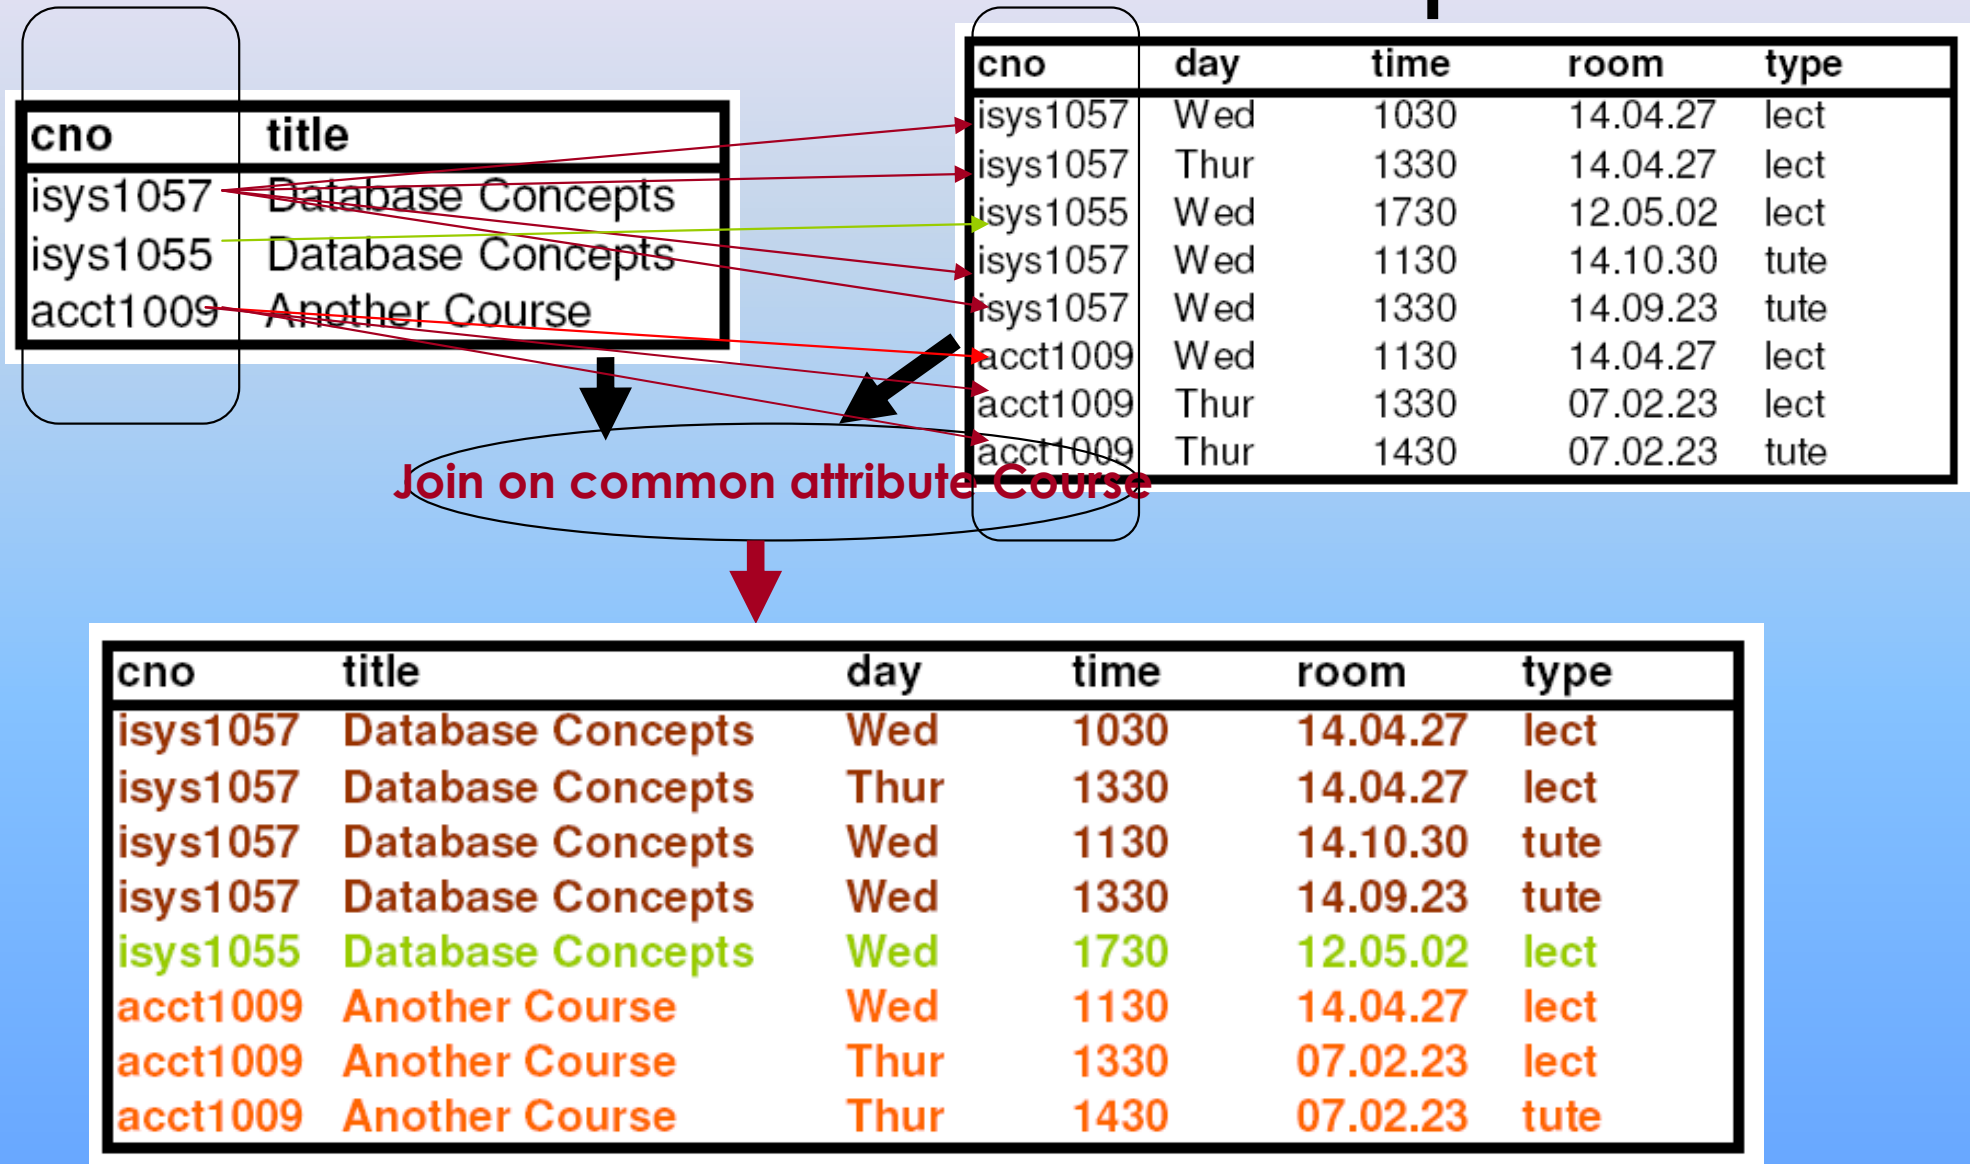 cno title
isys1057 Database Concepts
isys1055 Database Concepts
acct1009 Another Course
cno day time room type
isys1057 Wed 1030 14.04.27 lect
isys1057 Thur 1330 14.04.27 lect
isys1055 Wed 1730 12.05.02 lect
isys1057 Wed 1130 14.10.30 tute
isys1057 Wed 1330 14.09.23 tute
acct1009 Wed 1130 14.04.27 lect
acct1009 Thur 1330 07.02.23 lect
acct1009 Thur 1430 07.02.23 tute
Join on common attribute Course
cno title day time room type
isys1057 Database Concepts Wed 1030 14.04.27 lect
isys1057 Database Concepts Thur 1330 14.04.27 lect
isys1057 Database Concepts Wed 1130 14.10.30 tute
isys1057 Database Concepts Wed 1330 14.09.23 tute
isys1055 Database Concepts Wed 1730 12.05.02 lect
acct1009 Another Course Wed 1130 14.04.27 lect
acct1009 Another Course Thur 1330 07.02.23 lect
acct1009 Another Course Thur 1430 07.02.23 tute